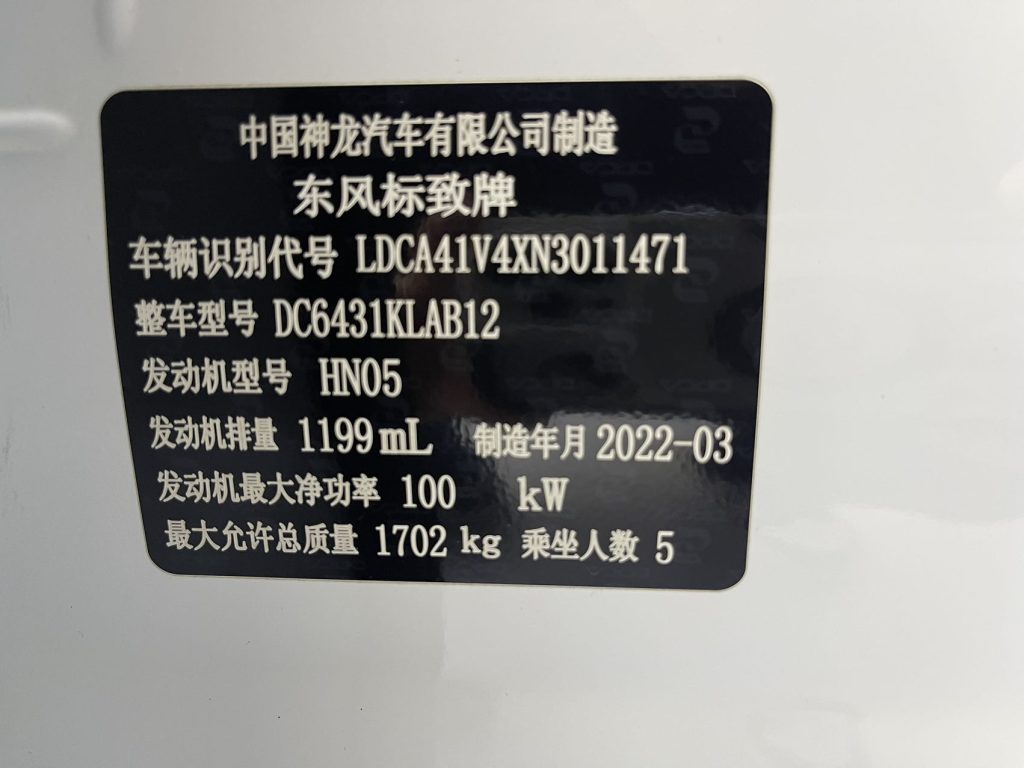 中国神龙汽车有限公司制造
东风标致牌
车辆识别代号 LDCA41V4XN3011471
整车型号 DC6431KLAB12
发动机型号 HN05
发动机排量 1199mL 制造年月 2022-03
发动机最大净功率 100 kW
最大允许总质量 1702 kg 乘坐人数 5